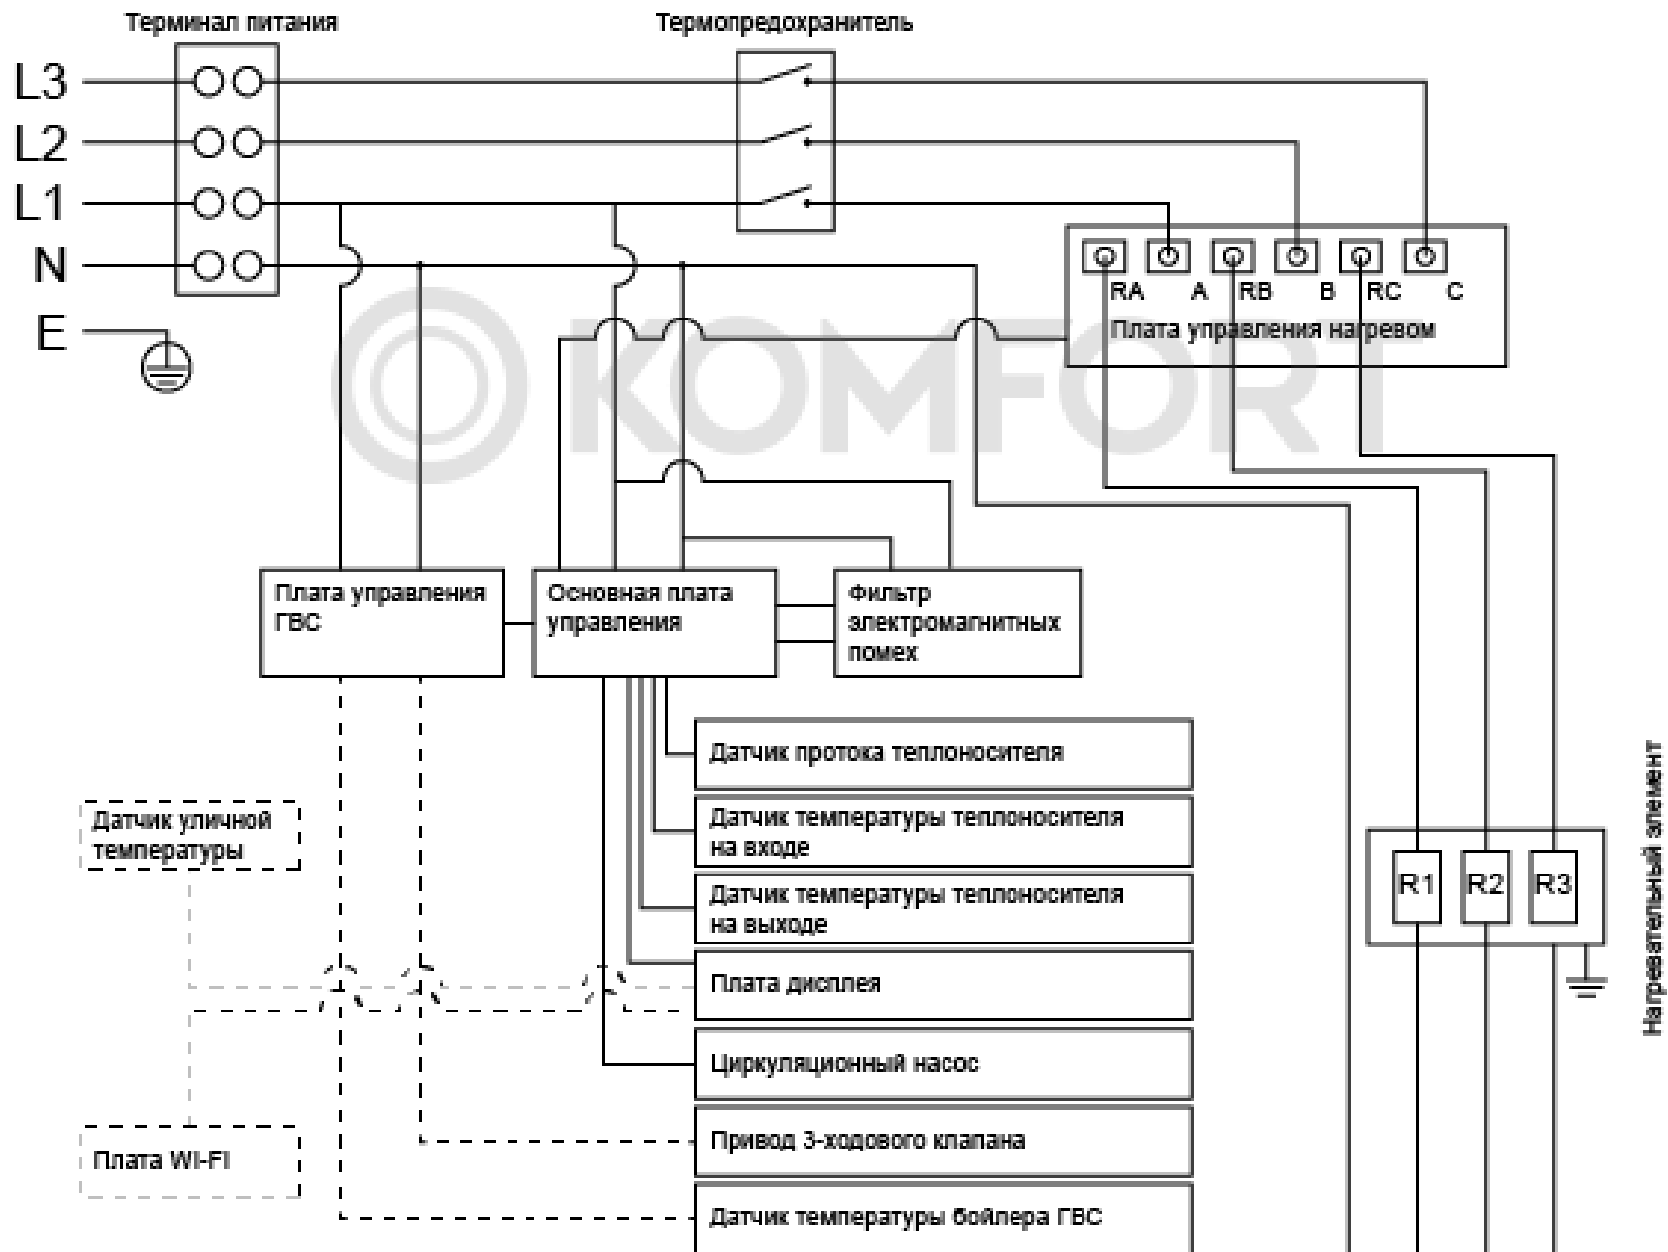 Терминал питания
Термопредохранитель
L3
L2
L1
N
E
RA A RB B RC C
Плата управления нагревом
KOMFORT
Плата управления
ГВС
Основная плата
управления
Фильтр
электромагнитных
помех
Датчик протока теплоносителя
Датчик температуры теплоносителя
на входе
Датчик температуры теплоносителя
на выходе
Плата дисплея
Циркуляционный насос
Привод 3-ходового клапана
Датчик температуры бойлера ГВС
Датчик уличной
температуры
Плата WI-FI
R1 R2 R3
Нагревательный элемент